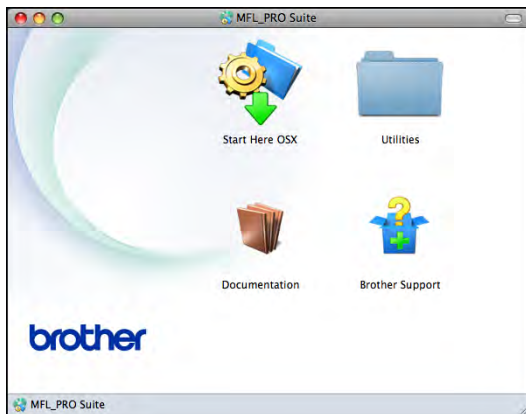 MFL_PRO Suite
Start Here OSX
Utilities
Documentation
Brother Support
brother
MFL_PRO Suite